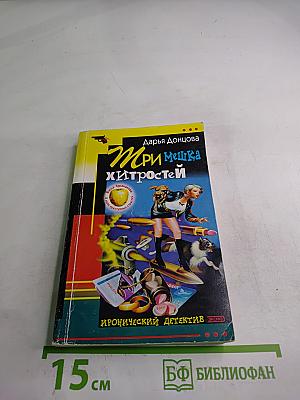 Дарья Донцова
Три мешка
хитростей
ИРОНИЧЕСКИЙ ДЕТЕКТИВ
15 см
БФ БИБЛИОФАН